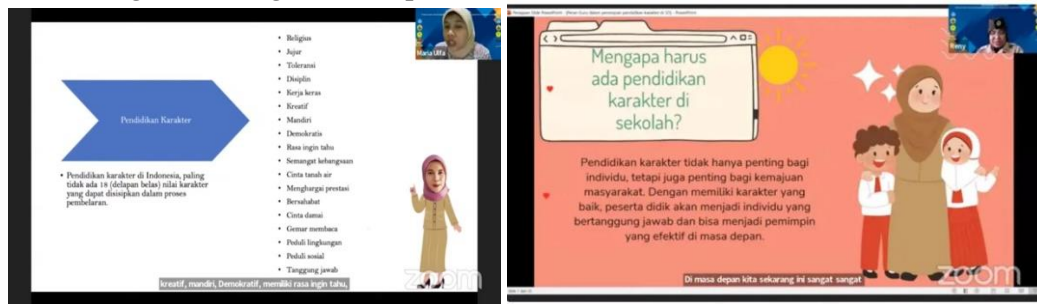 Maria Ulfa
Pendidikan Karakter
• Pendidikan karakter di Indonesia, paling
tidak ada 18 (delapan belas) nilai karakter
yang dapat disisipkan dalam proses
pembelaran.
• Religius
• Jujur
• Toleransi
• Disiplin
• Kerja keras
• Kreatif
• Mandiri
• Demokratis
• Rasa ingin tahu
• Semangat kebangsaan
• Cinta tanah air
• Menghargai prestasi
• Bersahabat
• Cinta damai
• Gemar membaca
• Peduli lingkungan
• Peduli sosial
• Tanggung jawab
kreatif, mandiri, Demokratif, memiliki rasa ingin tahu,
zoom
Mengapa harus
ada pendidikan
karakter di
sekolah?
Pendidikan karakter tidak hanya penting bagi
individu, tetapi juga penting bagi kemajuan
masyarakat. Dengan memiliki karakter yang
baik, peserta didik akan menjadi individu yang
bertanggung jawab dan bisa menjadi pemimpin
yang efektif di masa depan.
Di masa depan kita sekarang ini sangat sangat
zoom